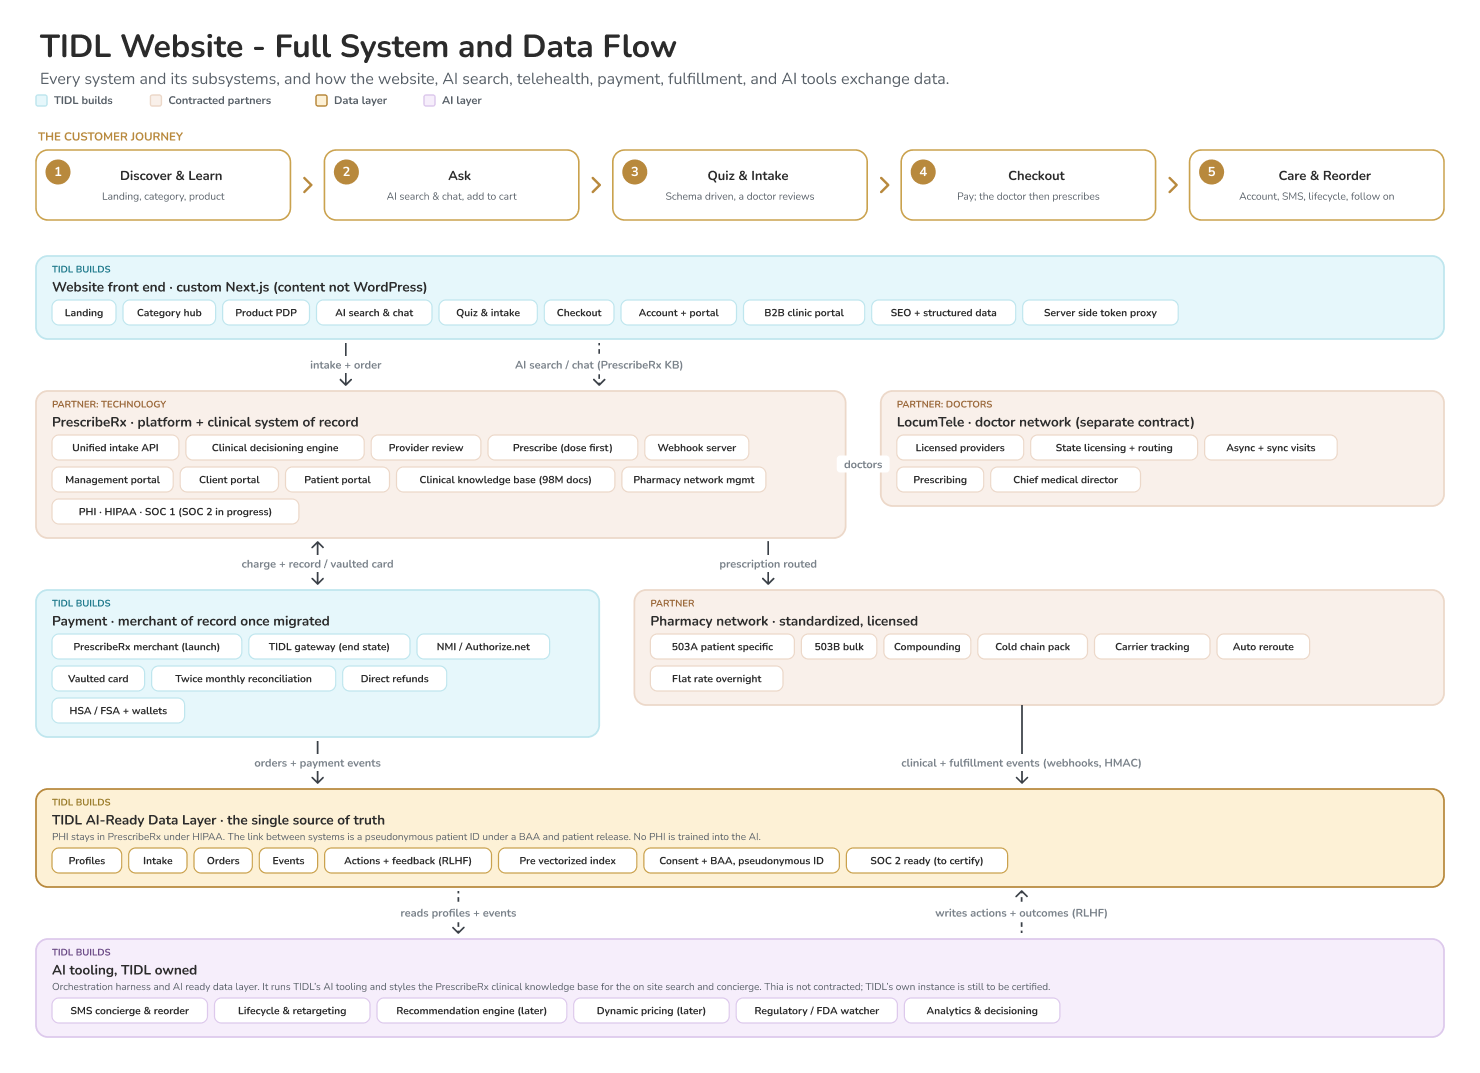 TIDL Website - Full System and Data Flow
Every system and its subsystems, and how the website, AI search, telehealth, payment, fulfillment, and AI tools exchange data.
TIDL builds
Contracted partners
Data layer
AI layer
THE CUSTOMER JOURNEY
1
Discover & Learn
Landing, category, product
2
Ask
AI search & chat, add to cart
3
Quiz & Intake
Schema driven, a doctor reviews
4
Checkout
Pay; the doctor then prescribes
5
Care & Reorder
Account, SMS, lifecycle, follow on
TIDL BUILDS
Website front end · custom Next.js (content not WordPress)
Landing
Category hub
Product PDP
AI search & chat
Quiz & intake
Checkout
Account + portal
B2B clinic portal
SEO + structured data
Server side token proxy
intake + order
AI search / chat (PrescribeRx KB)
PARTNER: TECHNOLOGY
PrescribeRx · platform + clinical system of record
Unified intake API
Clinical decisioning engine
Provider review
Prescribe (dose first)
Webhook server
Management portal
Client portal
Patient portal
Clinical knowledge base (98M docs)
Pharmacy network mgmt
PHI · HIPAA · SOC 1 (SOC 2 in progress)
doctors
PARTNER: DOCTORS
LocumTele · doctor network (separate contract)
Licensed providers
State licensing + routing
Async + sync visits
Prescribing
Chief medical director
charge + record / vaulted card
prescription routed
TIDL BUILDS
Payment · merchant of record once migrated
PrescribeRx merchant (launch)
TIDL gateway (end state)
NMI / Authorize.net
Vaulted card
Twice monthly reconciliation
Direct refunds
HSA / FSA + wallets
PARTNER
Pharmacy network · standardized, licensed
503A patient specific
503B bulk
Compounding
Cold chain pack
Carrier tracking
Auto reroute
Flat rate overnight
orders + payment events
clinical + fulfillment events (webhooks, HMAC)
TIDL BUILDS
TIDL AI-Ready Data Layer · the single source of truth
PHI stays in PrescribeRx under HIPAA. The link between systems is a pseudonymous patient ID under a BAA and patient release. No PHI is trained into the AI.
Profiles
Intake
Orders
Events
Actions + feedback (RLHF)
Pre vectorized index
Consent + BAA, pseudonymous ID
SOC 2 ready (to certify)
reads profiles + events
writes actions + outcomes (RLHF)
TIDL BUILDS
AI tooling, TIDL owned
Orchestration harness and AI ready data layer. It runs TIDL's AI tooling and styles the PrescribeRx clinical knowledge base for the on site search and concierge. Thia is not contracted; TIDL's own instance is still to be certified.
SMS concierge & reorder
Lifecycle & retargeting
Recommendation engine (later)
Dynamic pricing (later)
Regulatory / FDA watcher
Analytics & decisioning